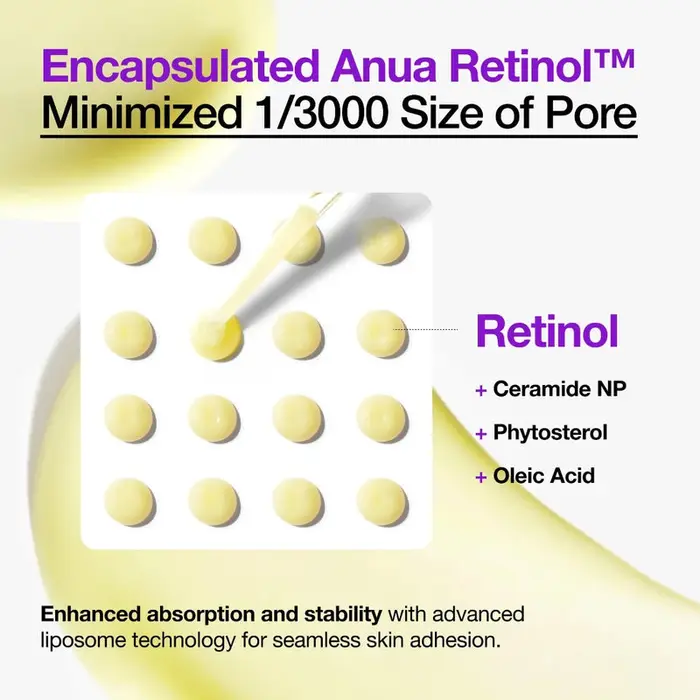 Encapsulated Anua Retinol™
Minimized 1/3000 Size of Pore
Retinol
+ Ceramide NP
+ Phytosterol
+ Oleic Acid
Enhanced absorption and stability with advanced
liposome technology for seamless skin adhesion.